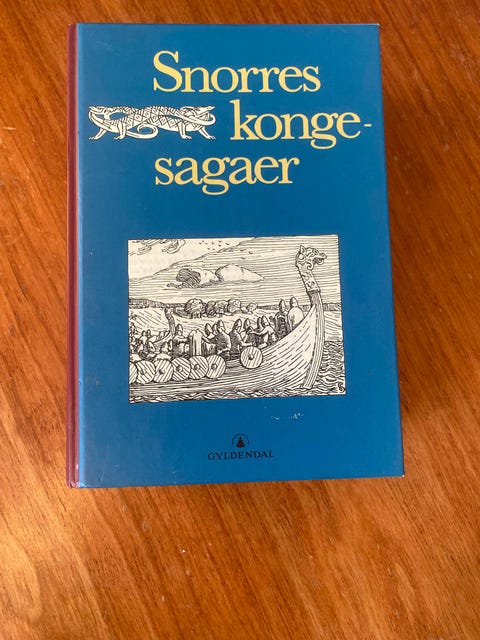 Snorres
konge-
sagaer
GYLDENDAL